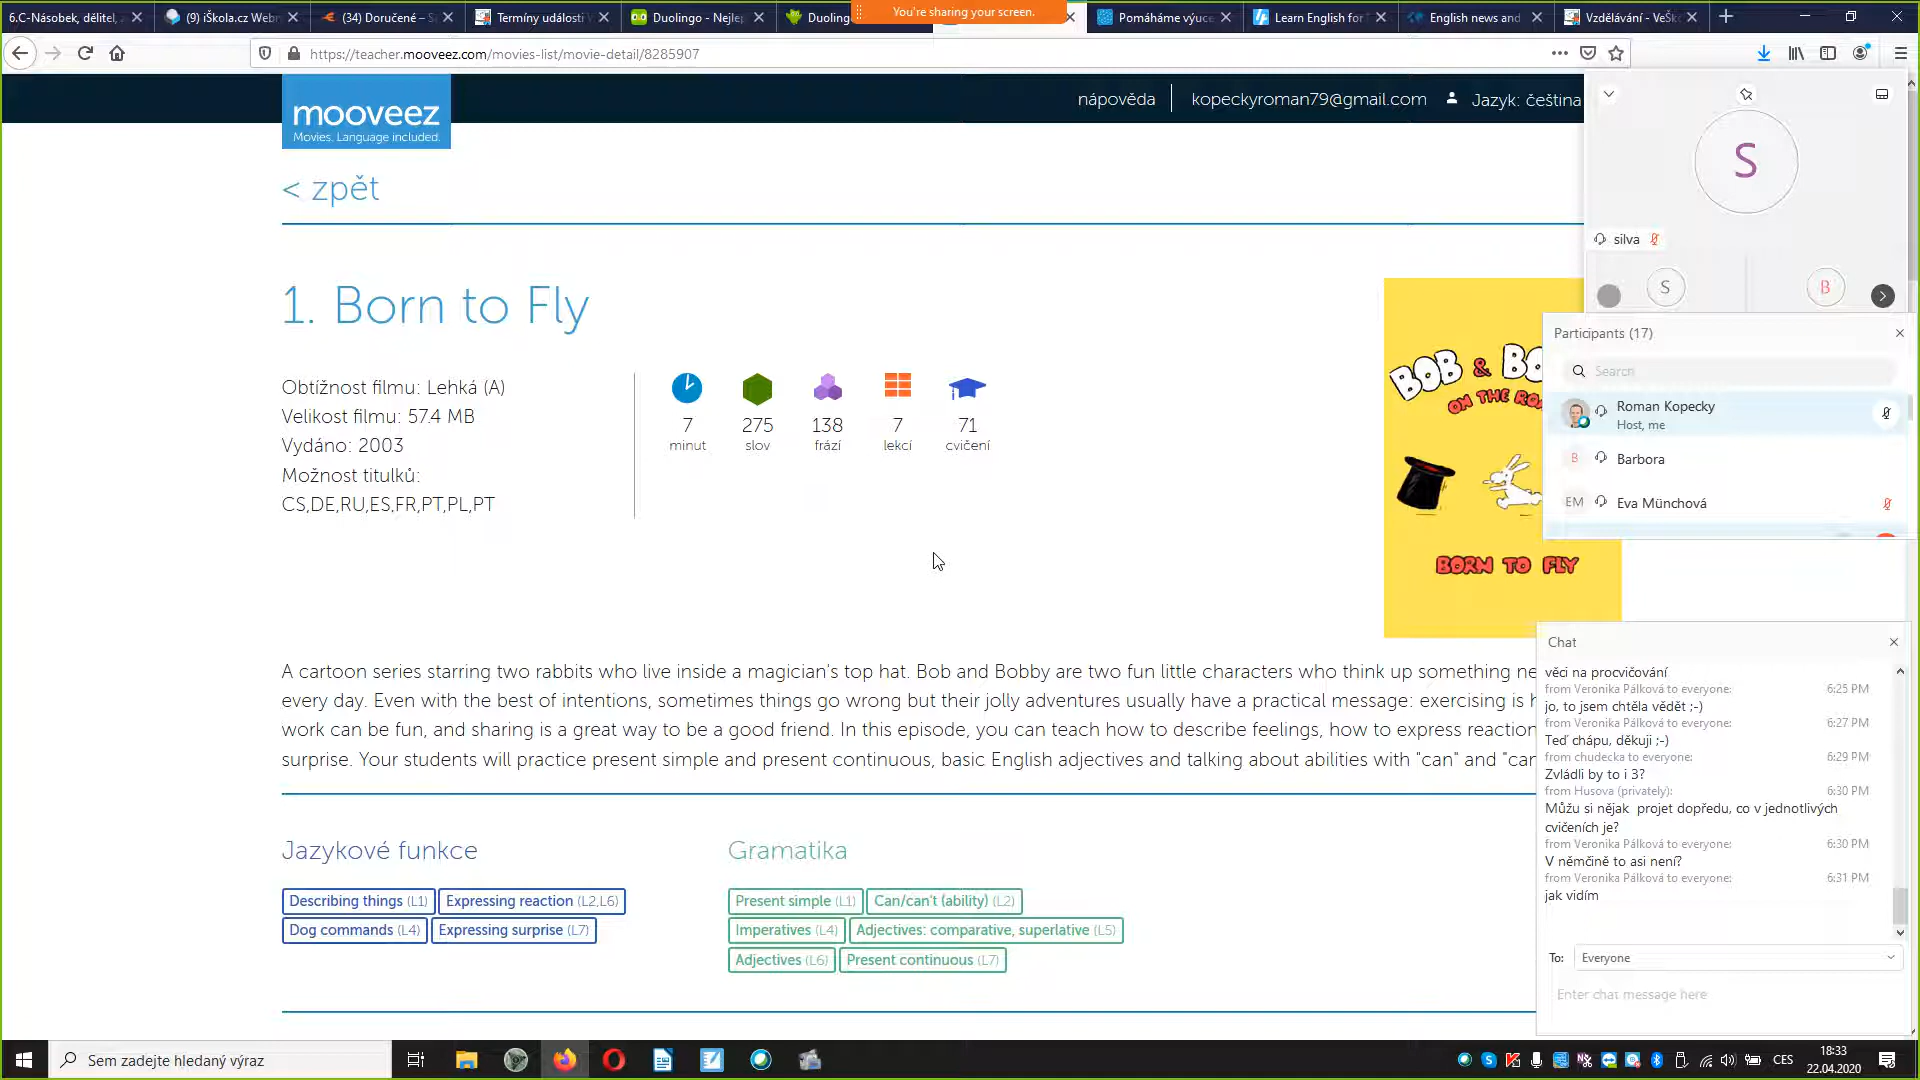 6.C-Násobek, dělitel,
(9) iŠkola.cz Webm
(34) Doručené – S
Termíny události V
Duolingo - Nejlep
Duoling
You're sharing your screen.
Pomáháme výuce
Learn English for
English news and
Vzdělávání - VeŠk
https://teacher.mooveez.com/movies-list/movie-detail/8285907
mooveez
Movies. Language included.
nápověda
kopeckyroman79@gmail.com
Jazyk: čeština
< zpět
1. Born to Fly
Obtížnost filmu: Lehká (A)
Velikost filmu: 57.4 MB
Vydáno: 2003
Možnost titulků:
CS,DE,RU,ES,FR,PT,PL,PT
7 minut
275 slov
138 frází
7 lekcí
71 cvičení
BOB & BO
ON THE ROA
BORN TO FLY
A cartoon series starring two rabbits who live inside a magician's top hat. Bob and Bobby are two fun little characters who think up something ne
every day. Even with the best of intentions, sometimes things go wrong but their jolly adventures usually have a practical message: exercising is h
work can be fun, and sharing is a great way to be a good friend. In this episode, you can teach how to describe feelings, how to express reaction
surprise. Your students will practice present simple and present continuous, basic English adjectives and talking about abilities with "can" and "can
Jazykové funkce
Describing things (L1)
Expressing reaction (L2,L6)
Dog commands (L4)
Expressing surprise (L7)
Gramatika
Present simple (L1)
Can/can't (ability) (L2)
Imperatives (L4)
Adjectives: comparative, superlative (L5)
Adjectives (L6)
Present continuous (L7)
S
silva
S
B
Participants (17)
Search
Roman Kopecky
Host, me
B
Barbora
EM
Eva Münchová
Chat
věci na procvičování
from Veronika Pálková to everyone: 6:25 PM
jo, to jsem chtěla vědět ;-)
from Veronika Pálková to everyone: 6:27 PM
Teď chápu, děkuji ;-)
from chudecka to everyone: 6:29 PM
Zvládli by to i 3?
from Husova (privately): 6:30 PM
Můžu si nějak projet dopředu, co v jednotlivých
cvičeních je?
from Veronika Pálková to everyone: 6:30 PM
V němčině to asi není?
from Veronika Pálková to everyone: 6:31 PM
jak vidím
To:
Everyone
Enter chat message here
Sem zadejte hledaný výraz
CES
18:33
22.04.2020